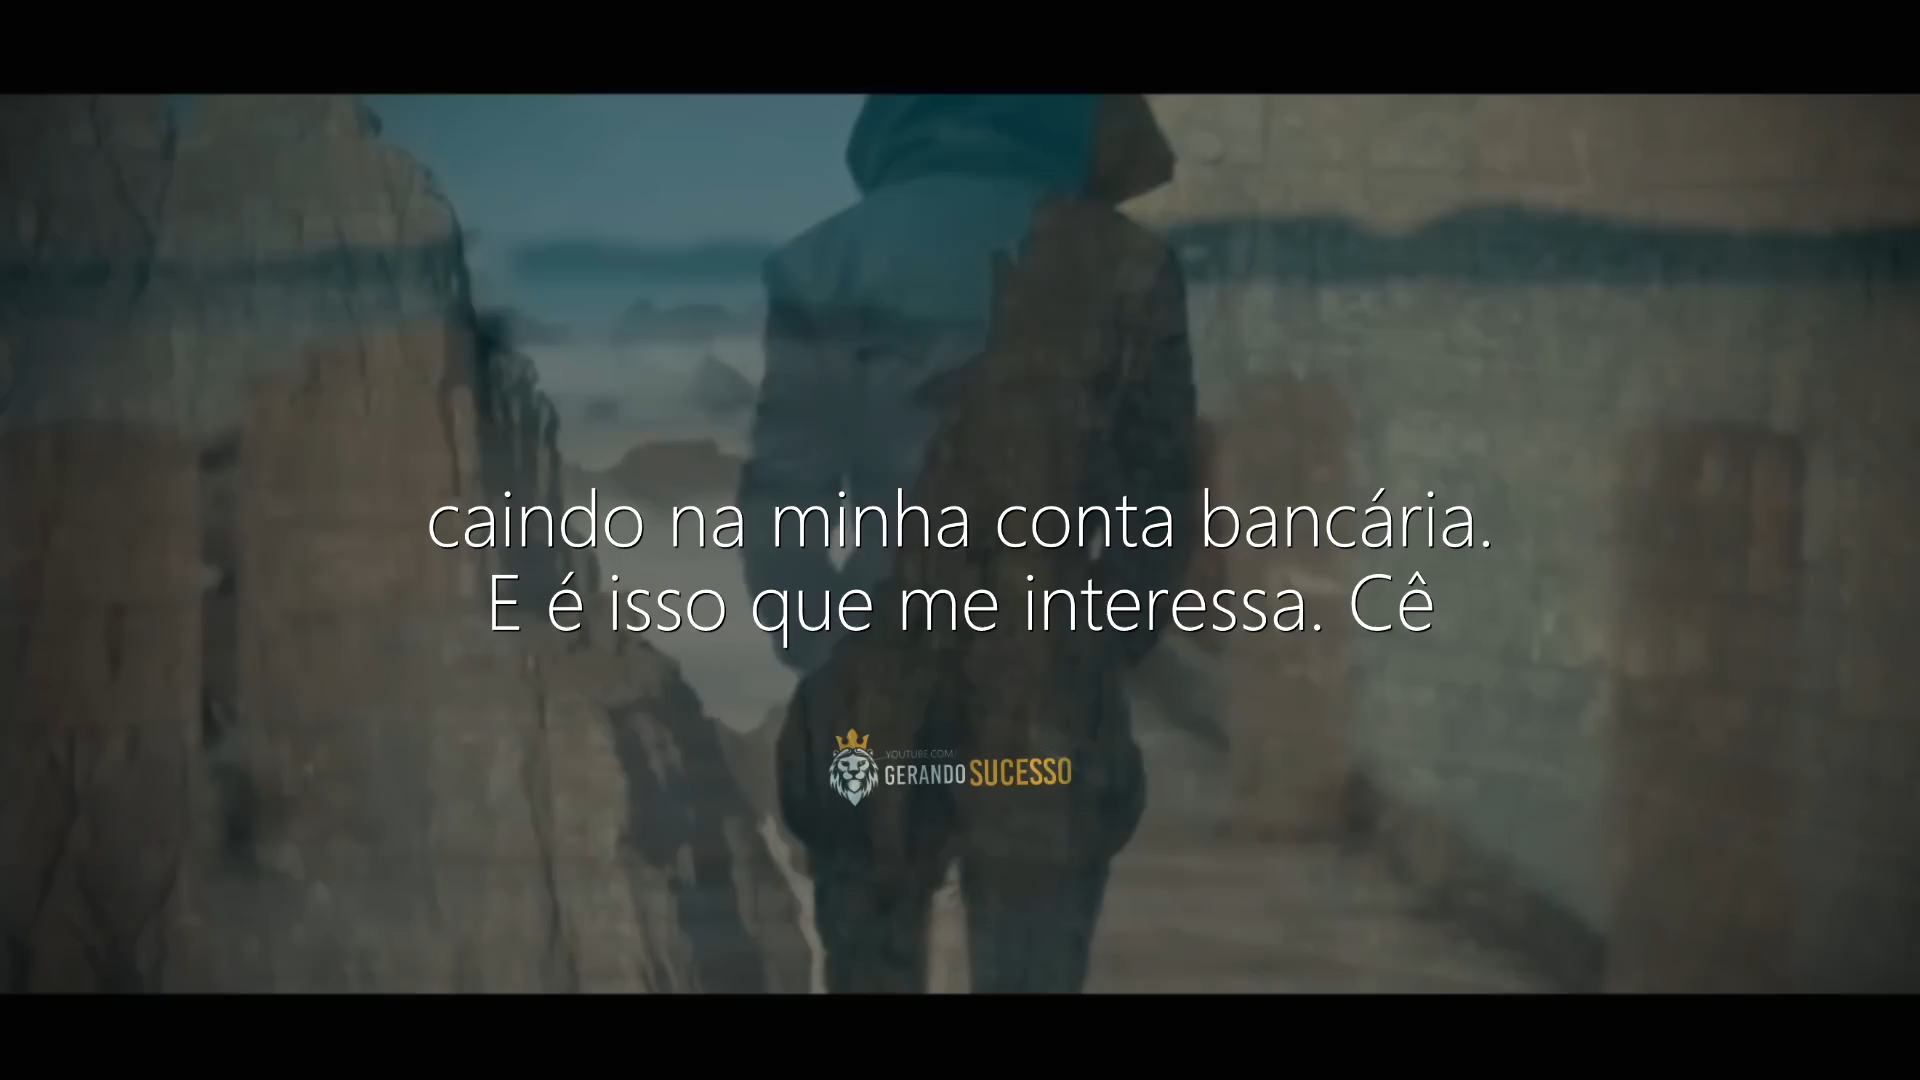 caindo na minha conta bancária.
E é isso que me interessa. Cê
YOUTUBE.COM/
GERANDO SUCESSO